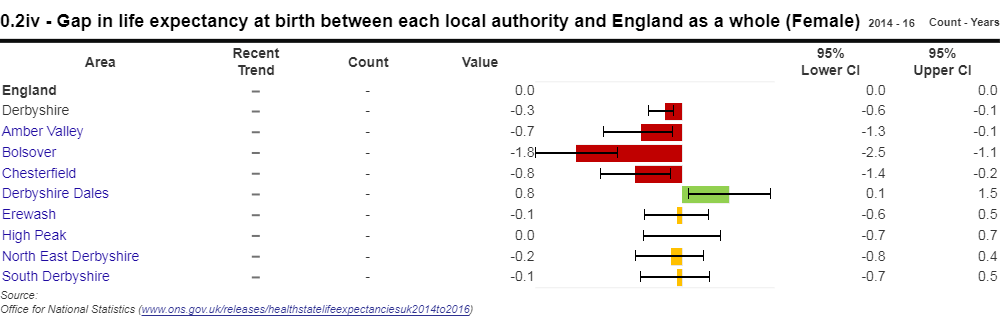 0.2iv - Gap in life expectancy at birth between each local authority and England as a whole (Female) 2014 - 16 Count - Years
Area Recent Trend Count Value 95% Lower CI 95% Upper CI
England – - 0.0 0.0 0.0
Derbyshire – - -0.3 -0.6 -0.1
Amber Valley – - -0.7 -1.3 -0.1
Bolsover – - -1.8 -2.5 -1.1
Chesterfield – - -0.8 -1.4 -0.2
Derbyshire Dales – - 0.8 0.1 1.5
Erewash – - -0.1 -0.6 0.5
High Peak – - 0.0 -0.7 0.7
North East Derbyshire – - -0.2 -0.8 0.4
South Derbyshire – - -0.1 -0.7 0.5
Source:
Office for National Statistics (www.ons.gov.uk/releases/healthstatelifeexpectanciesuk2014to2016)